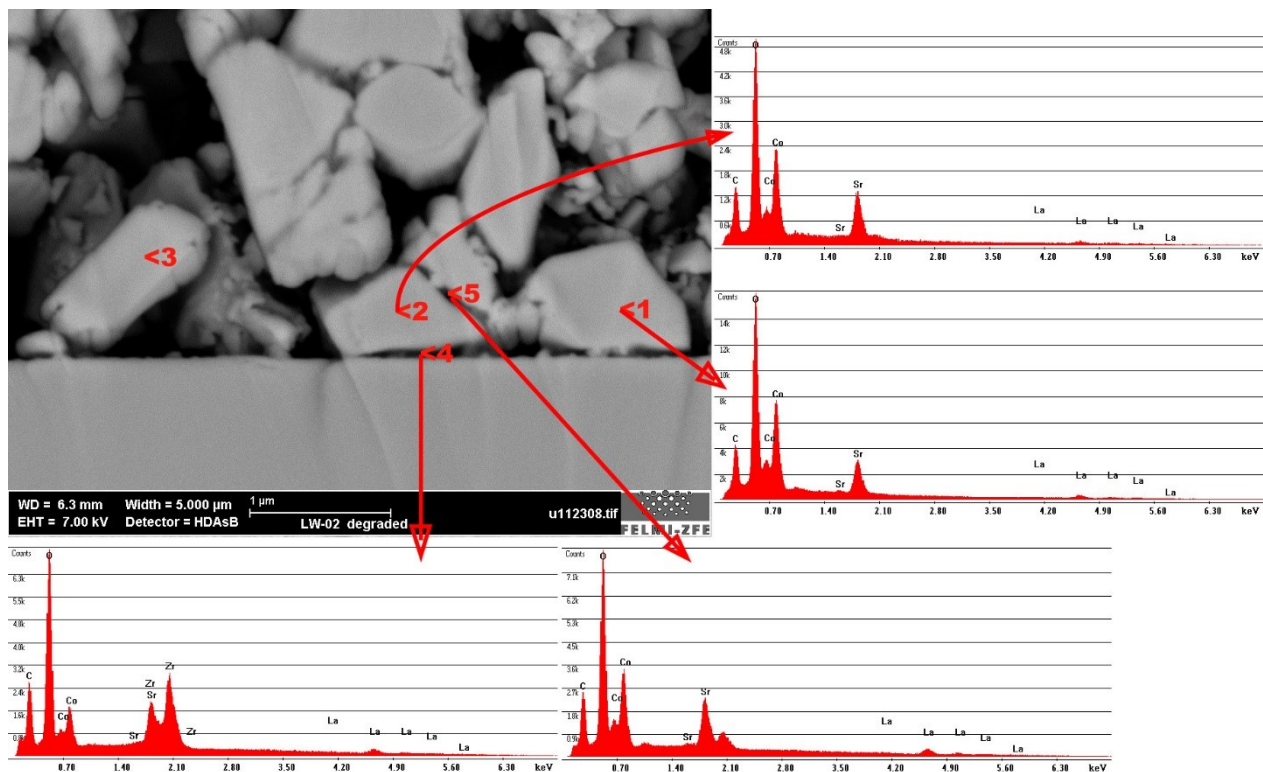 <3
<2
<5
<1
<4
WD = 6.3 mm Width = 5.000 µm 1 µm
EHT = 7.00 kV Detector = HDAsB LW-02 degraded u112308.tif
FELMI-ZFE
Counts
4.8k
O
4.2k
3.6k
3.0k
2.4k
Co
1.8k
C Co Sr
1.2k
La
La La
Sr La
La
0.70 1.40 2.10 2.80 3.50 4.20 4.90 5.60 6.30 keV
Counts
O
14k
12k
10k
8k
Co
6k
C Co
4k
Sr
La
2k
La La
Sr La
La
0.70 1.40 2.10 2.80 3.50 4.20 4.90 5.60 6.30 keV
Counts
O
6.3k
5.5k
4.8k
4.0k
3.2k
Zr
C Zr
2.4k
Sr
Co
1.6k
Co La
La La
Sr Zr La
La
0.70 1.40 2.10 2.80 3.50 4.20 4.90 5.60 6.30 keV
Counts
O
7.1k
6.2k
5.3k
4.5k
Co
3.6k
C Co Sr
2.7k
1.8k
La
La La
Sr La
La
0.70 1.40 2.10 2.80 3.50 4.20 4.90 5.60 6.30 keV